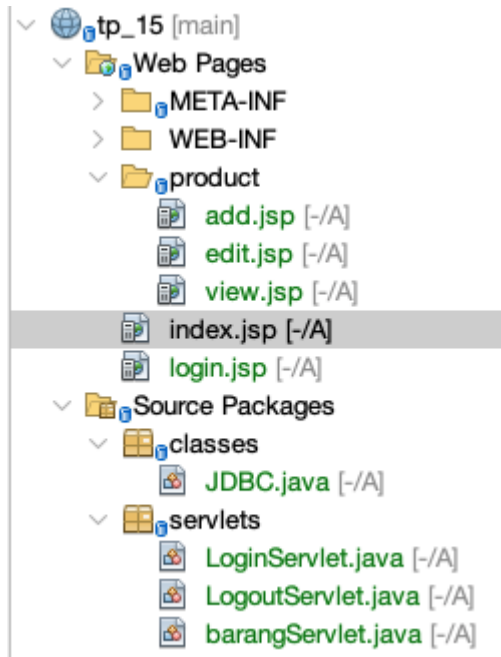 tp_15 [main]
Web Pages
META-INF
WEB-INF
product
add.jsp [-/A]
edit.jsp [-/A]
view.jsp [-/A]
index.jsp [-/A]
login.jsp [-/A]
Source Packages
classes
JDBC.java [-/A]
servlets
LoginServlet.java [-/A]
LogoutServlet.java [-/A]
barangServlet.java [-/A]